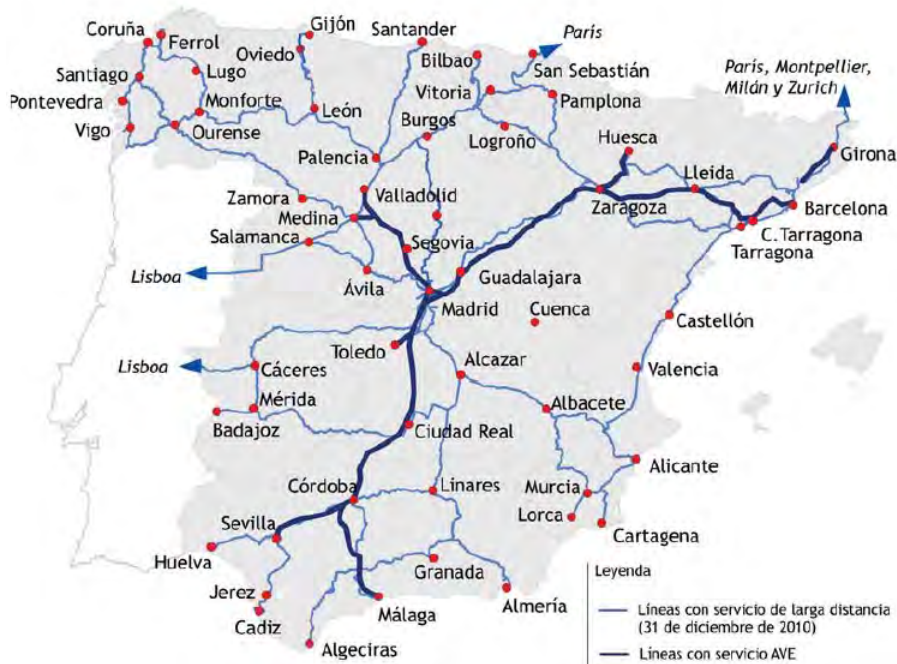 Gijón
Coruña
Ferrol
Santander
París
Oviedo
Bilbao
Santiago
Lugo
San Sebastián
París, Montpellier,
Milán y Zurich
Pontevedra
Monforte
León
Vitoria
Pamplona
Burgos
Vigo
Ourense
Logroño
Huesca
Palencia
Lleida
Girona
Zamora
Valladolid
Zaragoza
Barcelona
Medina
C. Tarragona
Salamanca
Segovia
Tarragona
Lisboa
Ávila
Guadalajara
Madrid
Cuenca
Castellón
Toledo
Lisboa
Cáceres
Alcazar
Valencia
Mérida
Albacete
Badajoz
Ciudad Real
Alicante
Córdoba
Linares
Murcia
Sevilla
Lorca
Cartagena
Huelva
Granada
Leyenda
Jerez
Málaga
Almería
Cadiz
Algeciras
Líneas con servicio de larga distancia
(31 de diciembre de 2010)
Líneas con servicio AVE